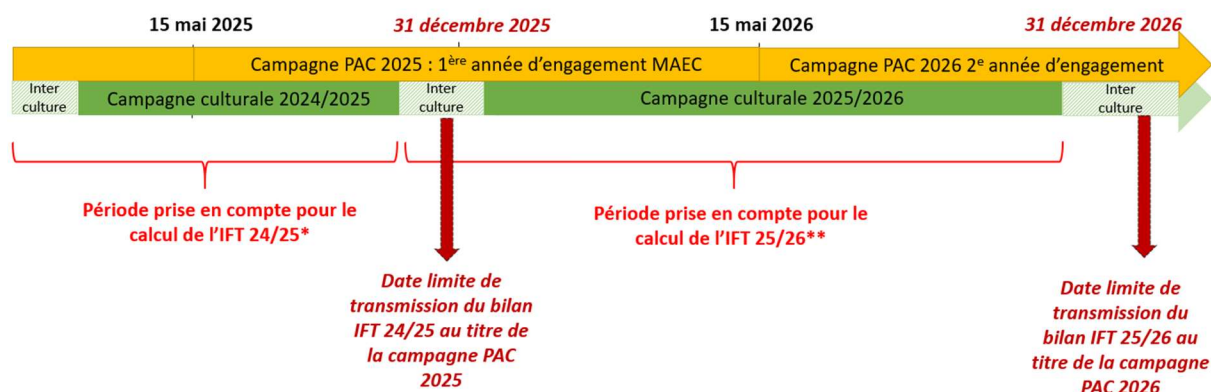 15 mai 2025
31 décembre 2025
15 mai 2026
31 décembre 2026
Campagne PAC 2025 : 1ère année d'engagement MAEC
Campagne PAC 2026 2e année d'engagement
Inter
culture
Campagne culturale 2024/2025
Inter
culture
Campagne culturale 2025/2026
Inter
culture
Période prise en compte pour le
calcul de l'IFT 24/25*
Période prise en compte pour le
calcul de l'IFT 25/26**
Date limite de
transmission du bilan
IFT 24/25 au titre de
la campagne PAC
2025
Date limite de
transmission du
bilan IFT 25/26 au
titre de la campagne
PAC 2026